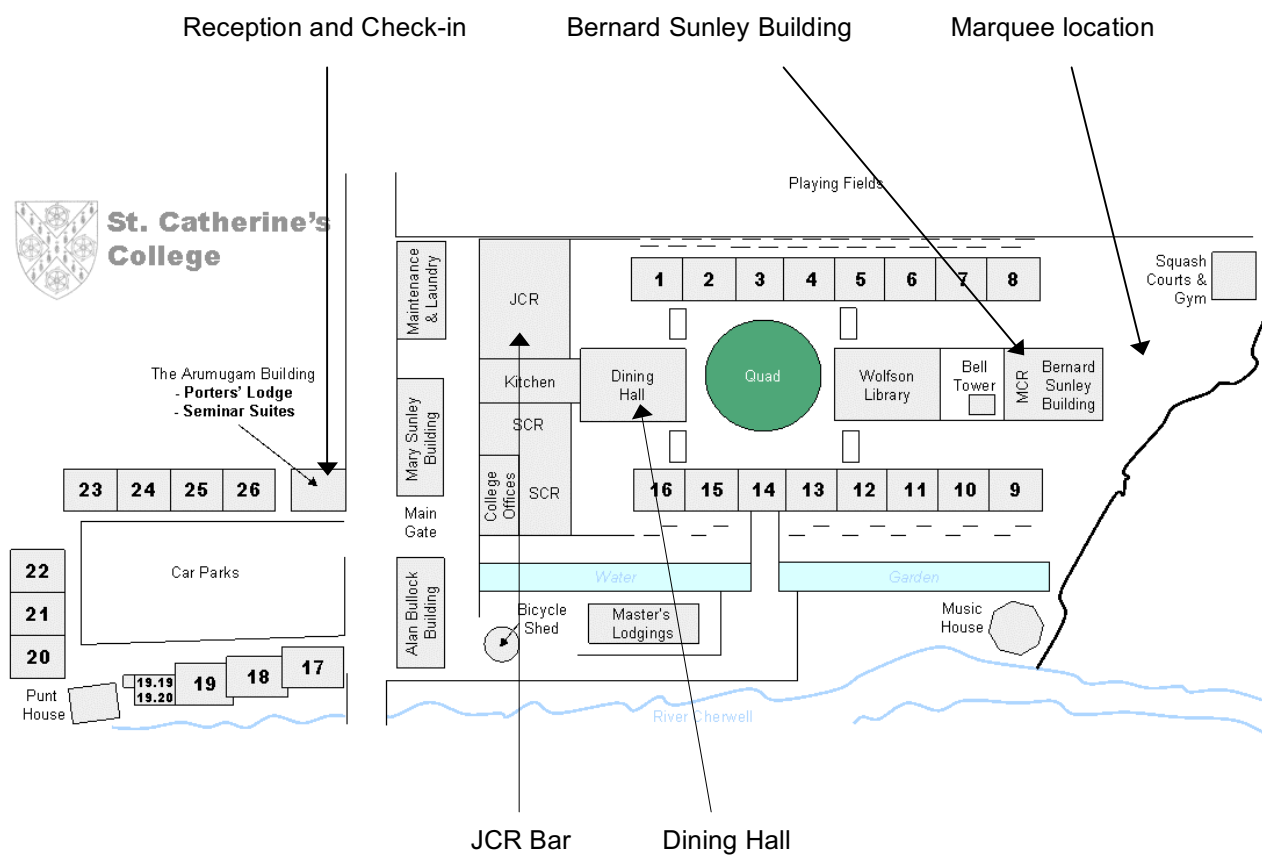 Reception and Check-in
Bernard Sunley Building
Marquee location
Playing Fields
St. Catherine's
College
Maintenance
& Laundry
JCR
1 2 3 4 5 6 7 8
Squash
Courts &
Gym
The Arumugam Building
- Porters' Lodge
- Seminar Suites
Kitchen
Dining
Hall
Quad
Wolfson
Library
Bell
Tower
MCR
Bernard
Sunley
Building
Mary Sunley
Building
SCR
College
Offices
SCR
23 24 25 26
16 15 14 13 12 11 10 9
Main
Gate
22
21
20
Car Parks
Water
Garden
Alan Bullock
Building
Bicycle
Shed
Master's
Lodgings
Music
House
19.19
19.20
19
18
17
Punt
House
River Cherwell
JCR Bar
Dining Hall